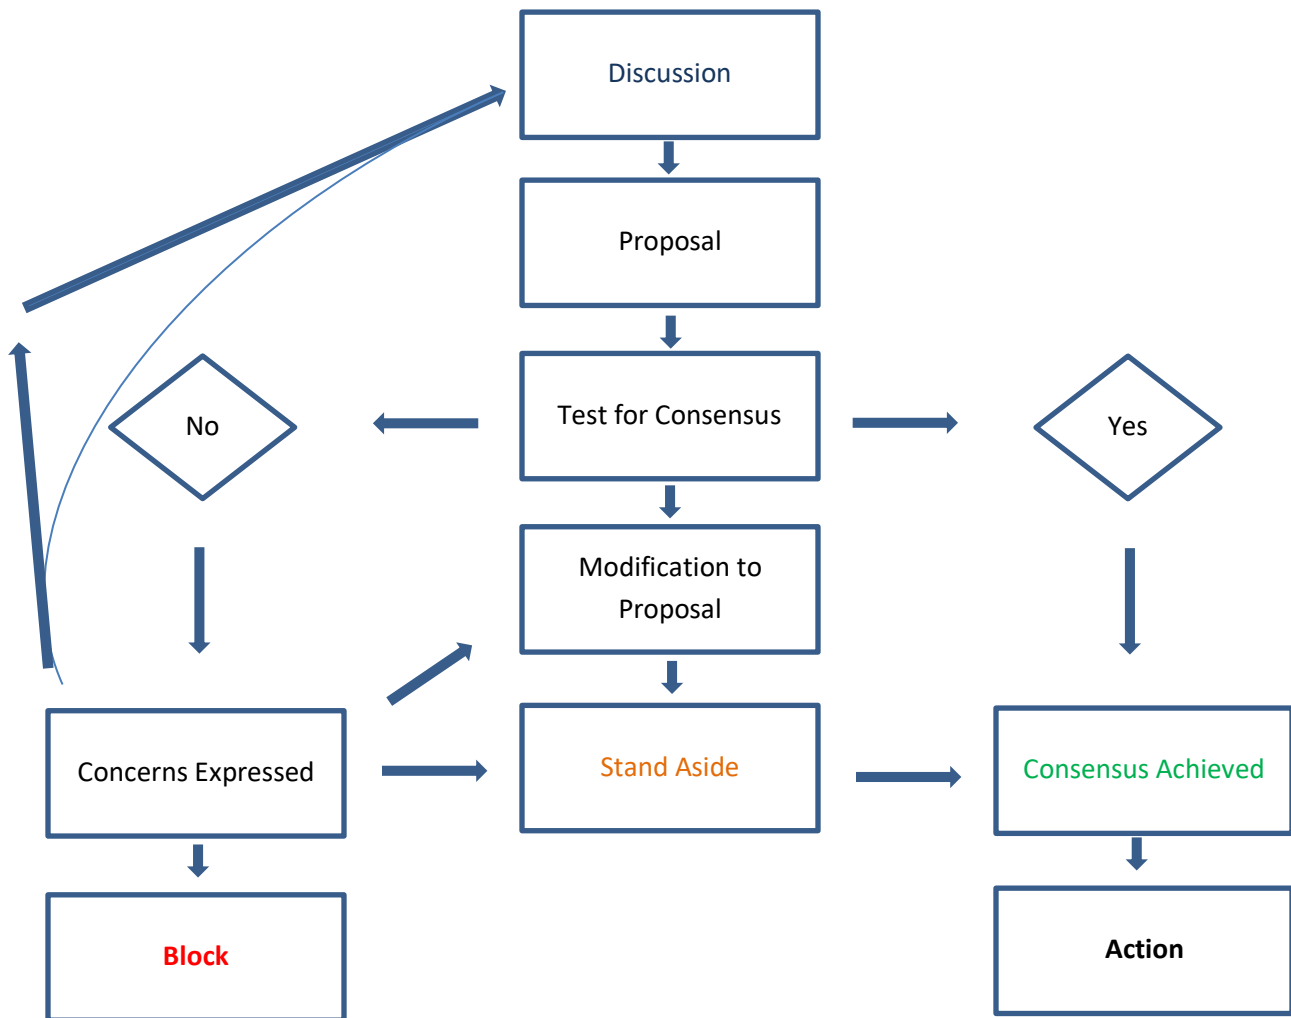 Discussion
Proposal
No
Test for Consensus
Yes
Modification to
Proposal
Concerns Expressed
Stand Aside
Consensus Achieved
Block
Action